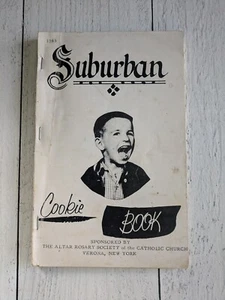 Suburban
Cookie
BOOK
SPONSORED BY
THE ALTAR ROSARY SOCIETY of the CATHOLIC CHURCH
VERONA, NEW YORK